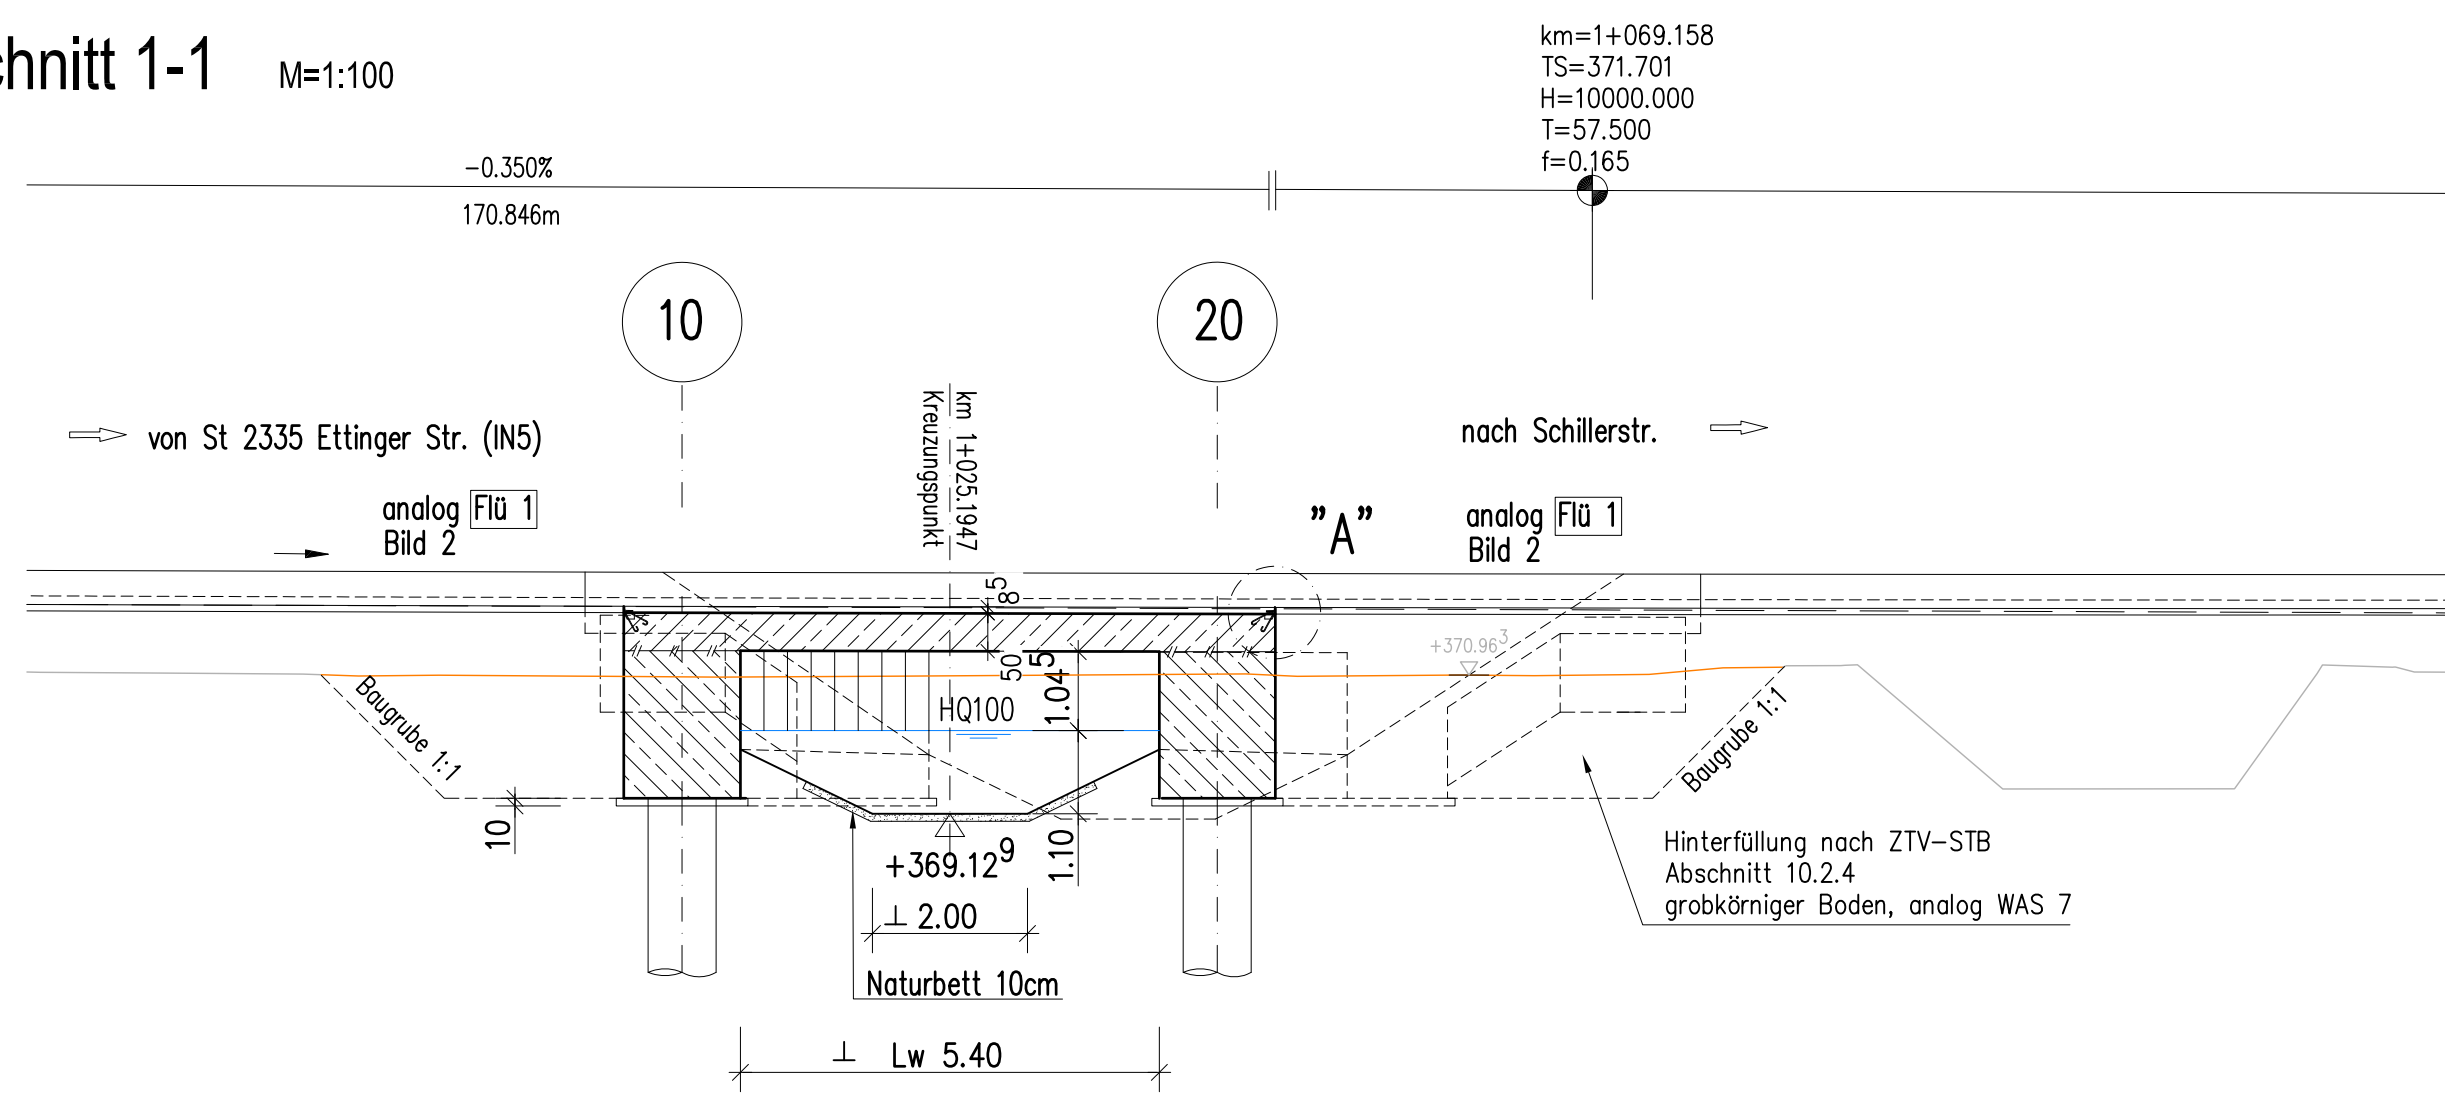 chnitt 1-1 M=1:100
km=1+069.158
TS=371.701
H=10000.000
T=57.500
f=0.165
-0.350%
170.846m
10
20
km 1+025.1947
Kreuzungspunkt
von St 2335 Ettinger Str. (IN5)
nach Schillerstr.
analog Flü 1
Bild 2
"A"
analog Flü 1
Bild 2
8⁵
50
1.04⁵
+370.96³
HQ100
Baugrube 1:1
Baugrube 1:1
10
+369.12⁹
1.10
⊥ 2.00
Naturbett 10cm
Hinterfüllung nach ZTV-STB
Abschnitt 10.2.4
grobkörniger Boden, analog WAS 7
⊥ Lw 5.40